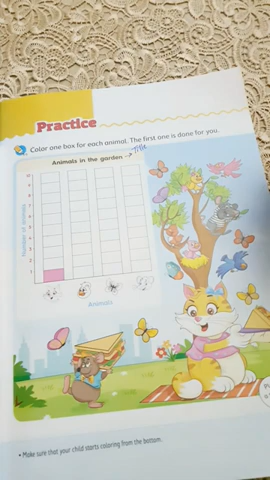 Practice
Color one box for each animal. The first one is done for you.
Animals in the garden → Title
Number of animals
10
9
8
7
6
5
4
3
2
1
Animals
• Make sure that your child starts coloring from the bottom.